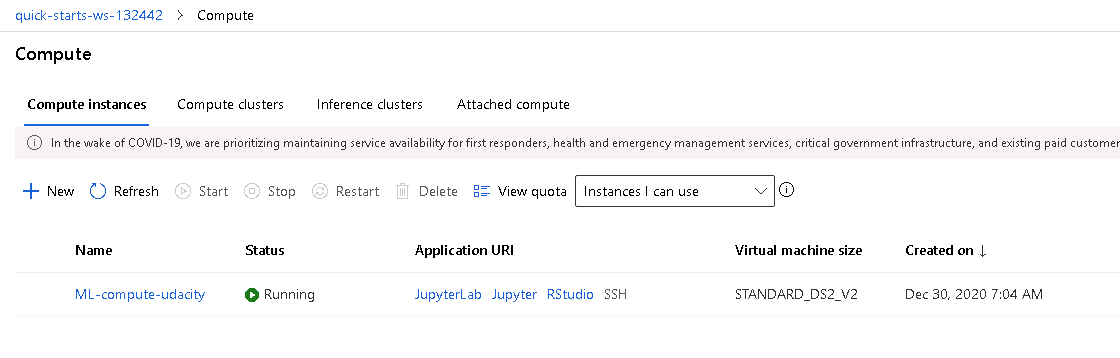 quick-starts-ws-132442 > Compute
Compute
Compute instances Compute clusters Inference clusters Attached compute
In the wake of COVID-19, we are prioritizing maintaining service availability for first responders, health and emergency management services, critical government infrastructure, and existing paid customer
New Refresh Start Stop Restart Delete View quota Instances I can use
Name Status Application URI Virtual machine size Created on ↓
ML-compute-udacity Running JupyterLab Jupyter RStudio SSH STANDARD_DS2_V2 Dec 30, 2020 7:04 AM